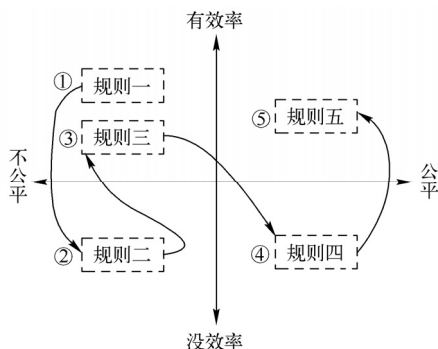 有效率
① 规则一
③ 规则三
⑤ 规则五
不公平
公平
② 规则二
④ 规则四
没效率